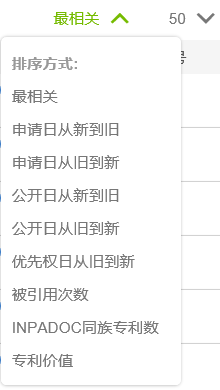 最相关 50
排序方式:
最相关
申请日从新到旧
申请日从旧到新
公开日从新到旧
公开日从旧到新
优先权日从旧到新
被引用次数
INPADOC同族专利数
专利价值